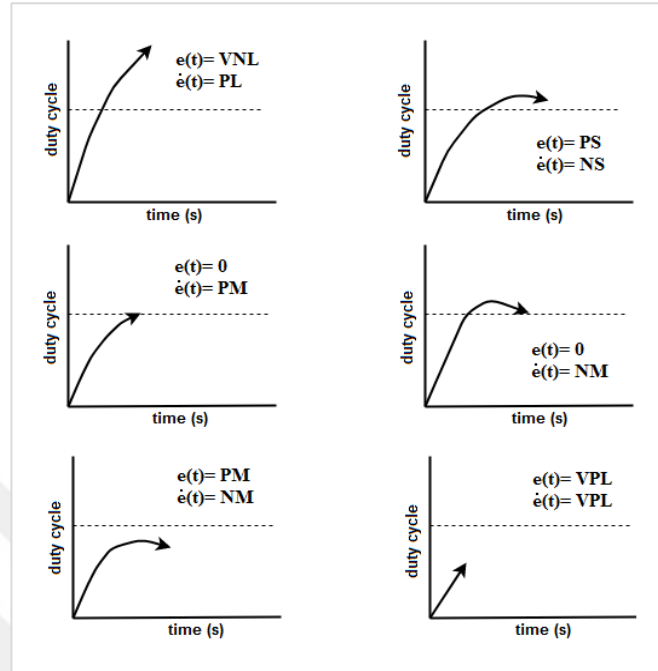 duty cycle
e(t)= VNL
ė(t)= PL
time (s)
duty cycle
e(t)= PS
ė(t)= NS
time (s)
duty cycle
e(t)= 0
ė(t)= PM
time (s)
duty cycle
e(t)= 0
ė(t)= NM
time (s)
duty cycle
e(t)= PM
ė(t)= NM
time (s)
duty cycle
e(t)= VPL
ė(t)= VPL
time (s)